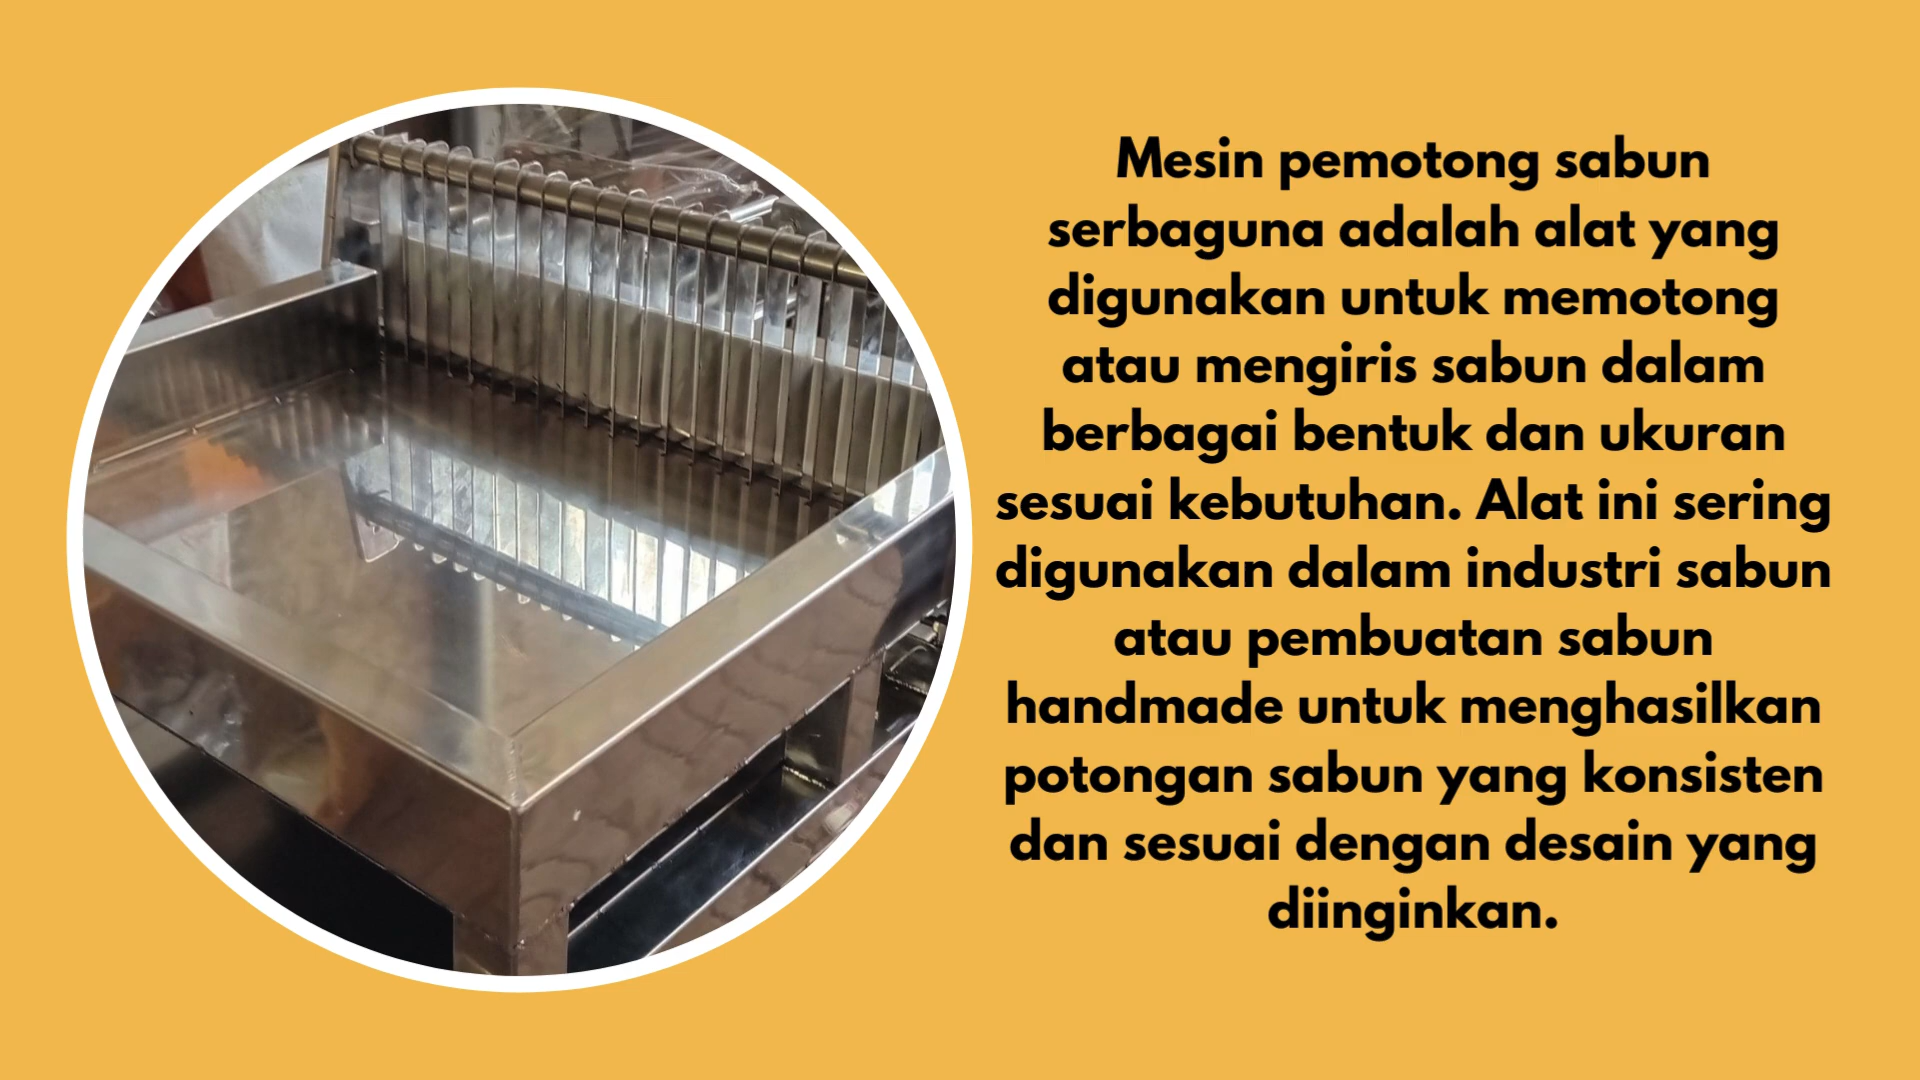 Mesin pemotong sabun
serbaguna adalah alat yang
digunakan untuk memotong
atau mengiris sabun dalam
berbagai bentuk dan ukuran
sesuai kebutuhan. Alat ini sering
digunakan dalam industri sabun
atau pembuatan sabun
handmade untuk menghasilkan
potongan sabun yang konsisten
dan sesuai dengan desain yang
diinginkan.